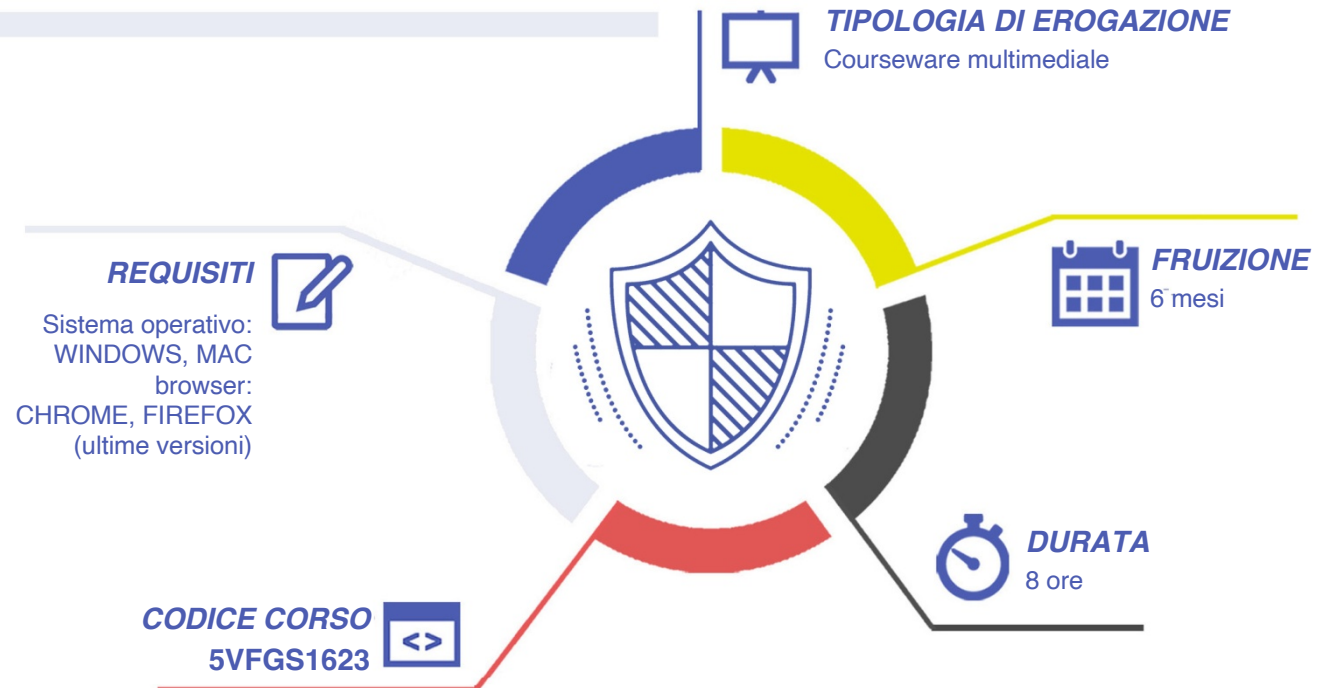 TIPOLOGIA DI EROGAZIONE
Courseware multimediale
REQUISITI
Sistema operativo:
WINDOWS, MAC
browser:
CHROME, FIREFOX
(ultime versioni)
FRUIZIONE
6 mesi
DURATA
8 ore
CODICE CORSO
5VFGS1623